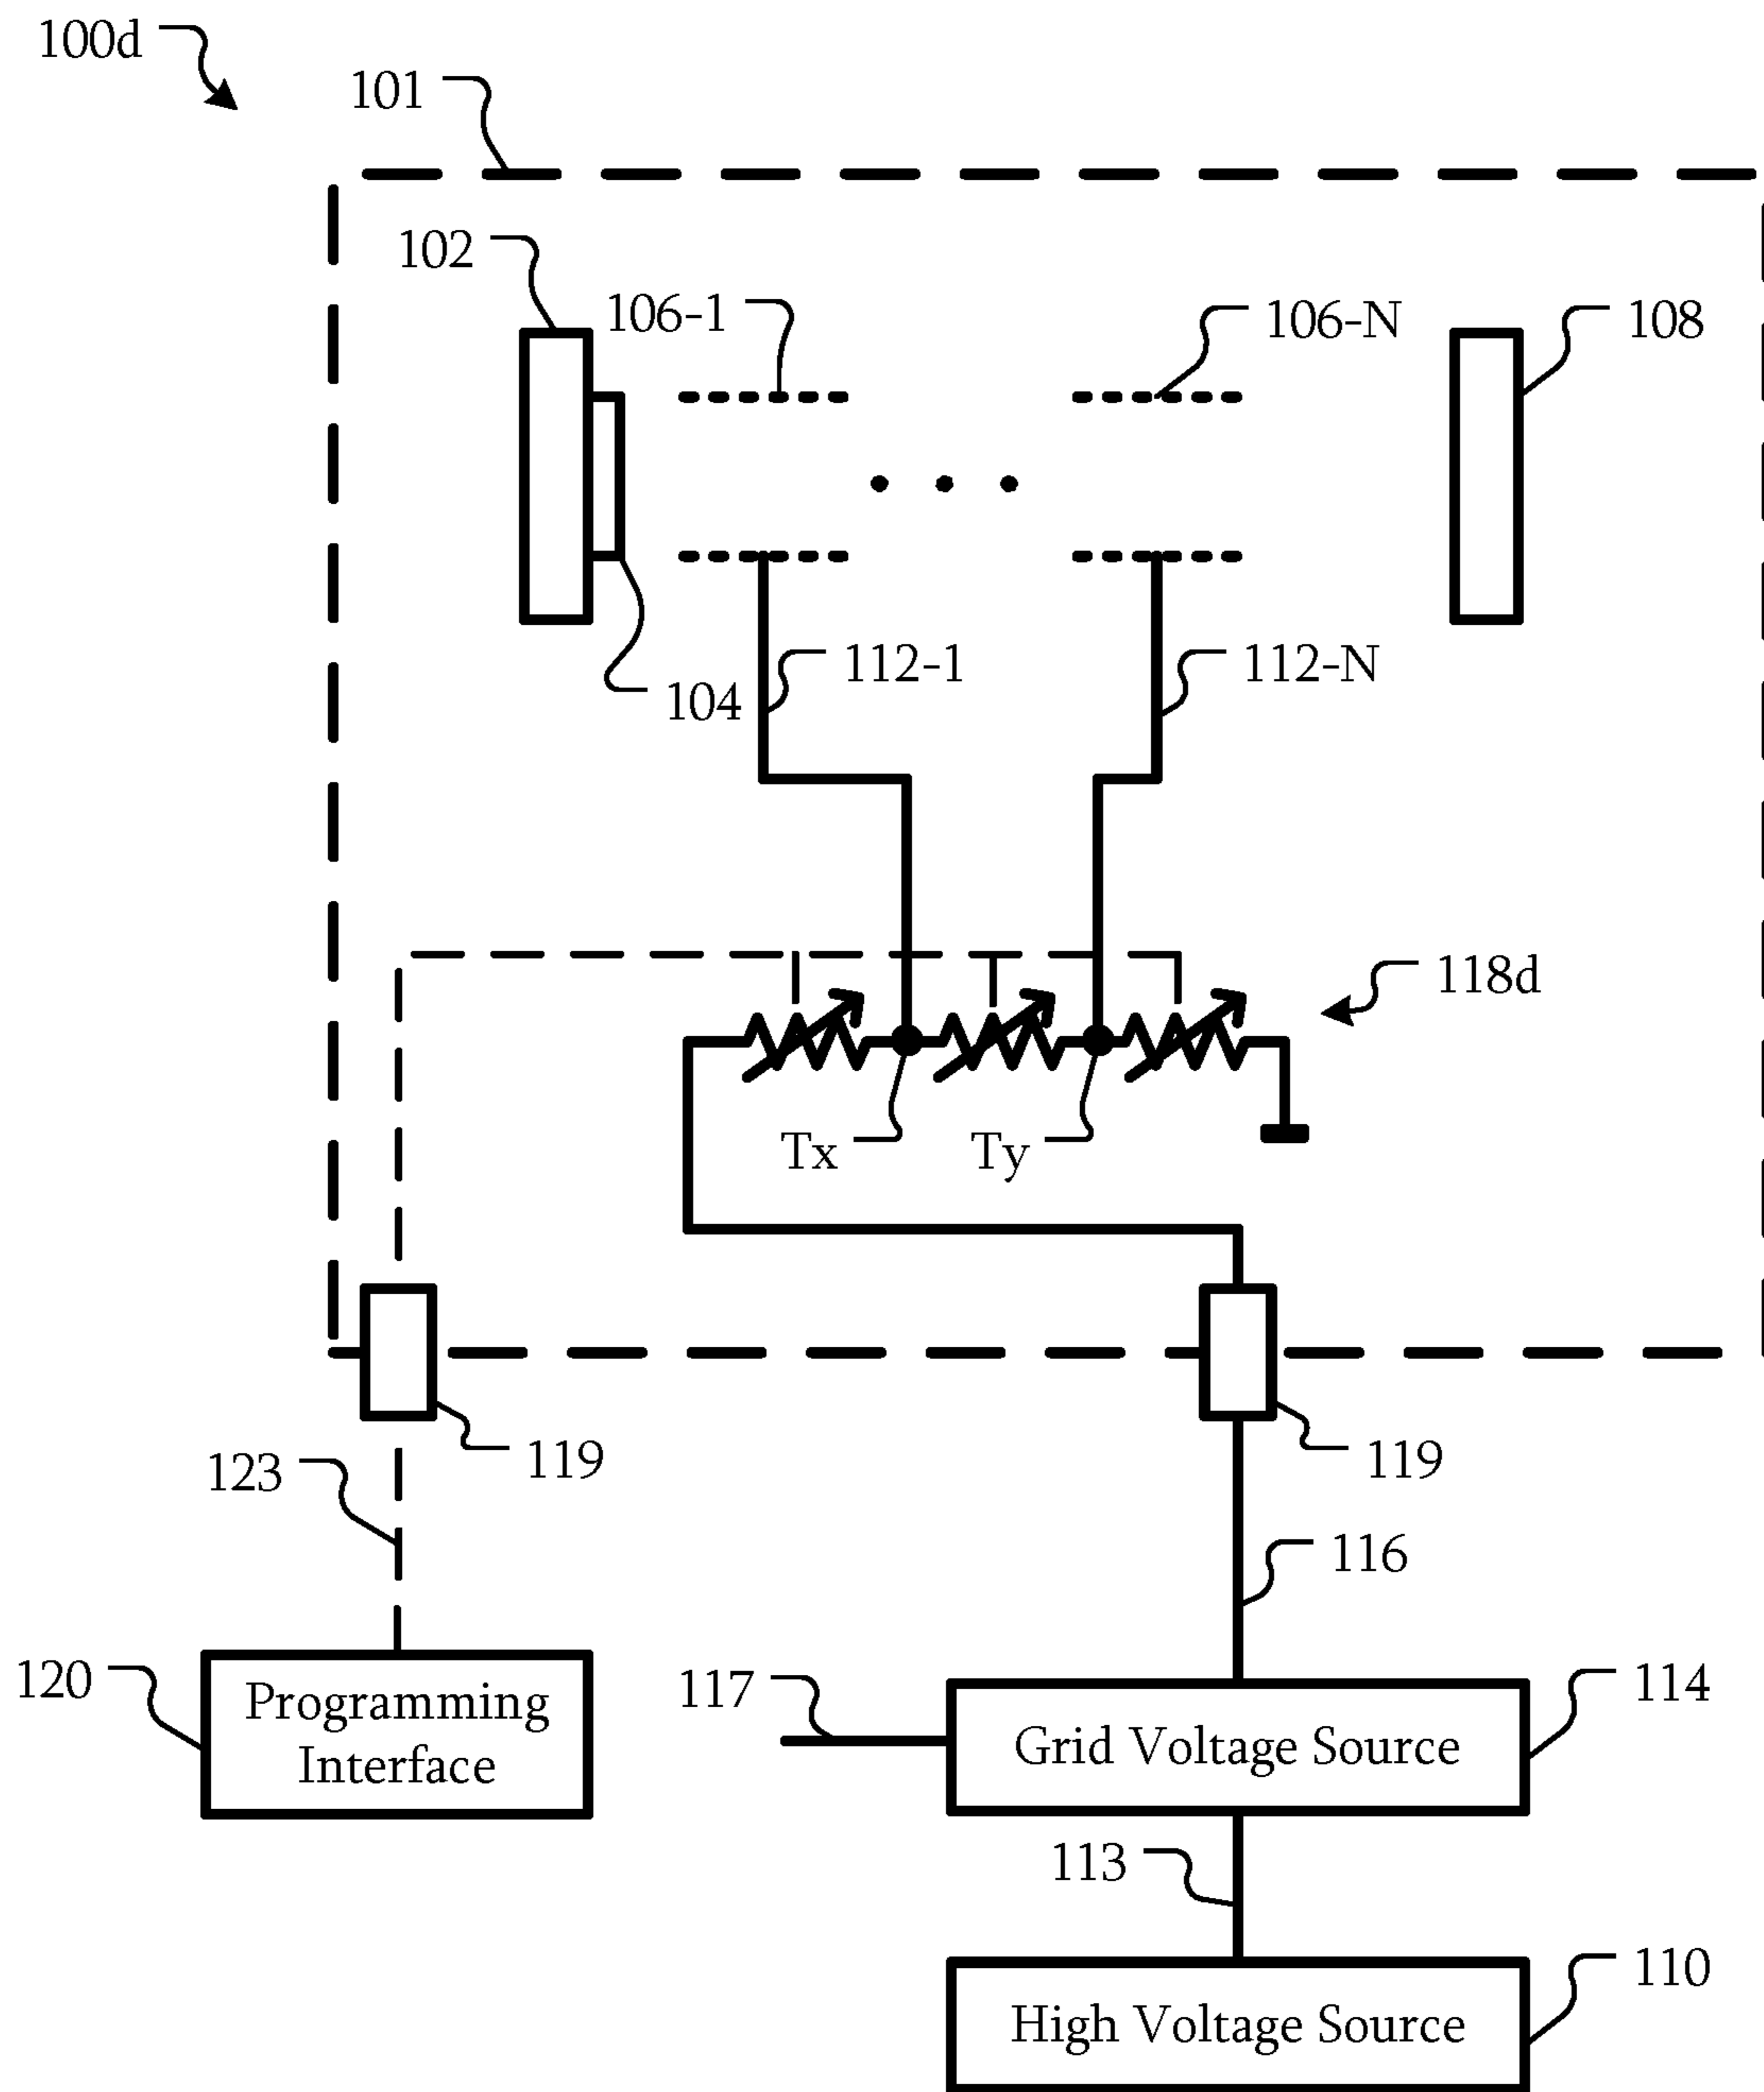 100d
101
102
106-1
106-N
108
112-1
112-N
104
118d
Tx
Ty
119
119
123
116
120
Programming
Interface
117
114
Grid Voltage Source
113
110
High Voltage Source